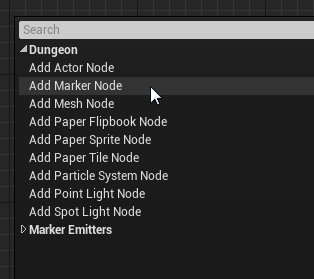 Search
Dungeon
Add Actor Node
Add Marker Node
Add Mesh Node
Add Paper Flipbook Node
Add Paper Sprite Node
Add Paper Tile Node
Add Particle System Node
Add Point Light Node
Add Spot Light Node
Marker Emitters